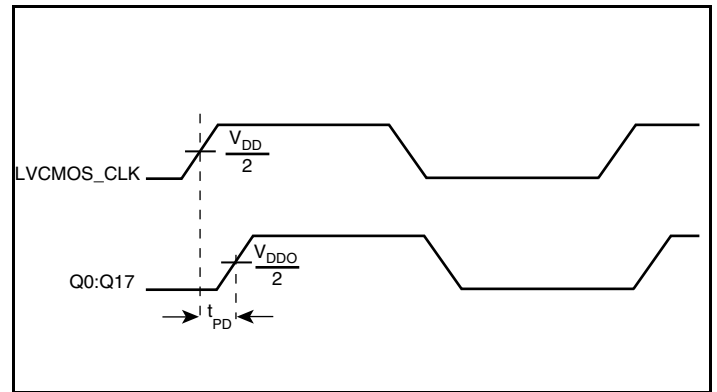 V_DD
2
LVCMOS_CLK
V_DDO
2
Q0:Q17
t_PD